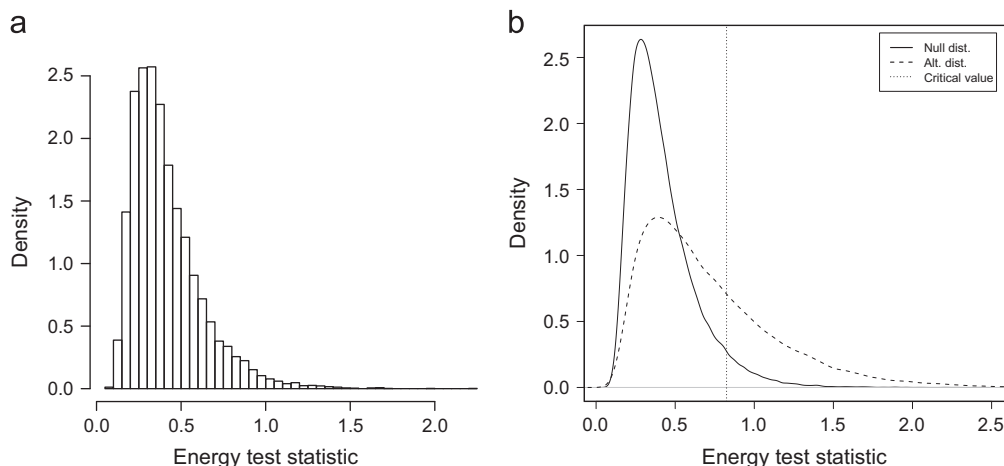 a
Density
2.5
2.0
1.5
1.0
0.5
0.0
0.0 0.5 1.0 1.5 2.0
Energy test statistic
b
Density
2.5
2.0
1.5
1.0
0.5
0.0
Null dist.
Alt. dist.
Critical value
0.0 0.5 1.0 1.5 2.0 2.5
Energy test statistic